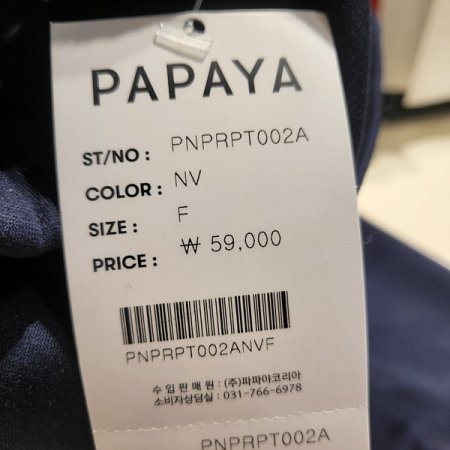 PAPAYA
ST/NO : PNPRPT002A
COLOR : NV
SIZE : F
PRICE : ₩ 59,000
PNPRPT002ANVF
수 입 판 매 원 : (주)파파야코리아
소비자상담실 : 031-766-6978
PNPRPT002A